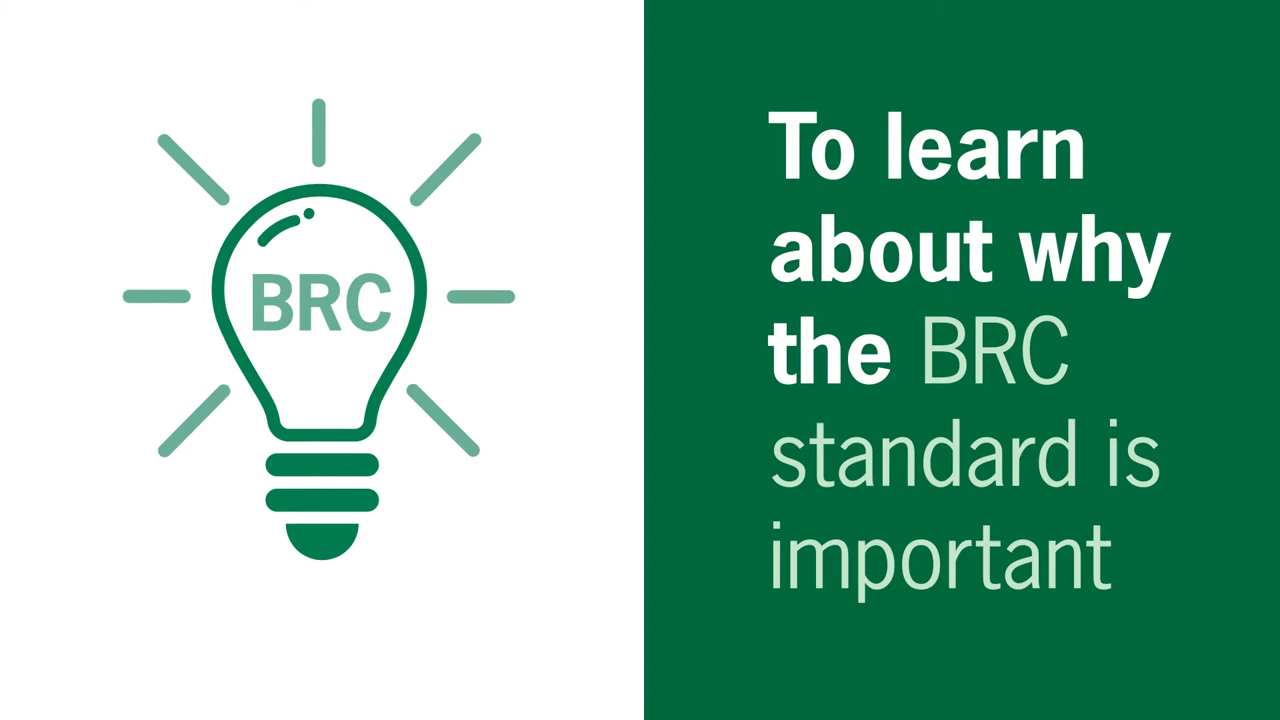 BRC
To learn
about why
the BRC
standard is
important